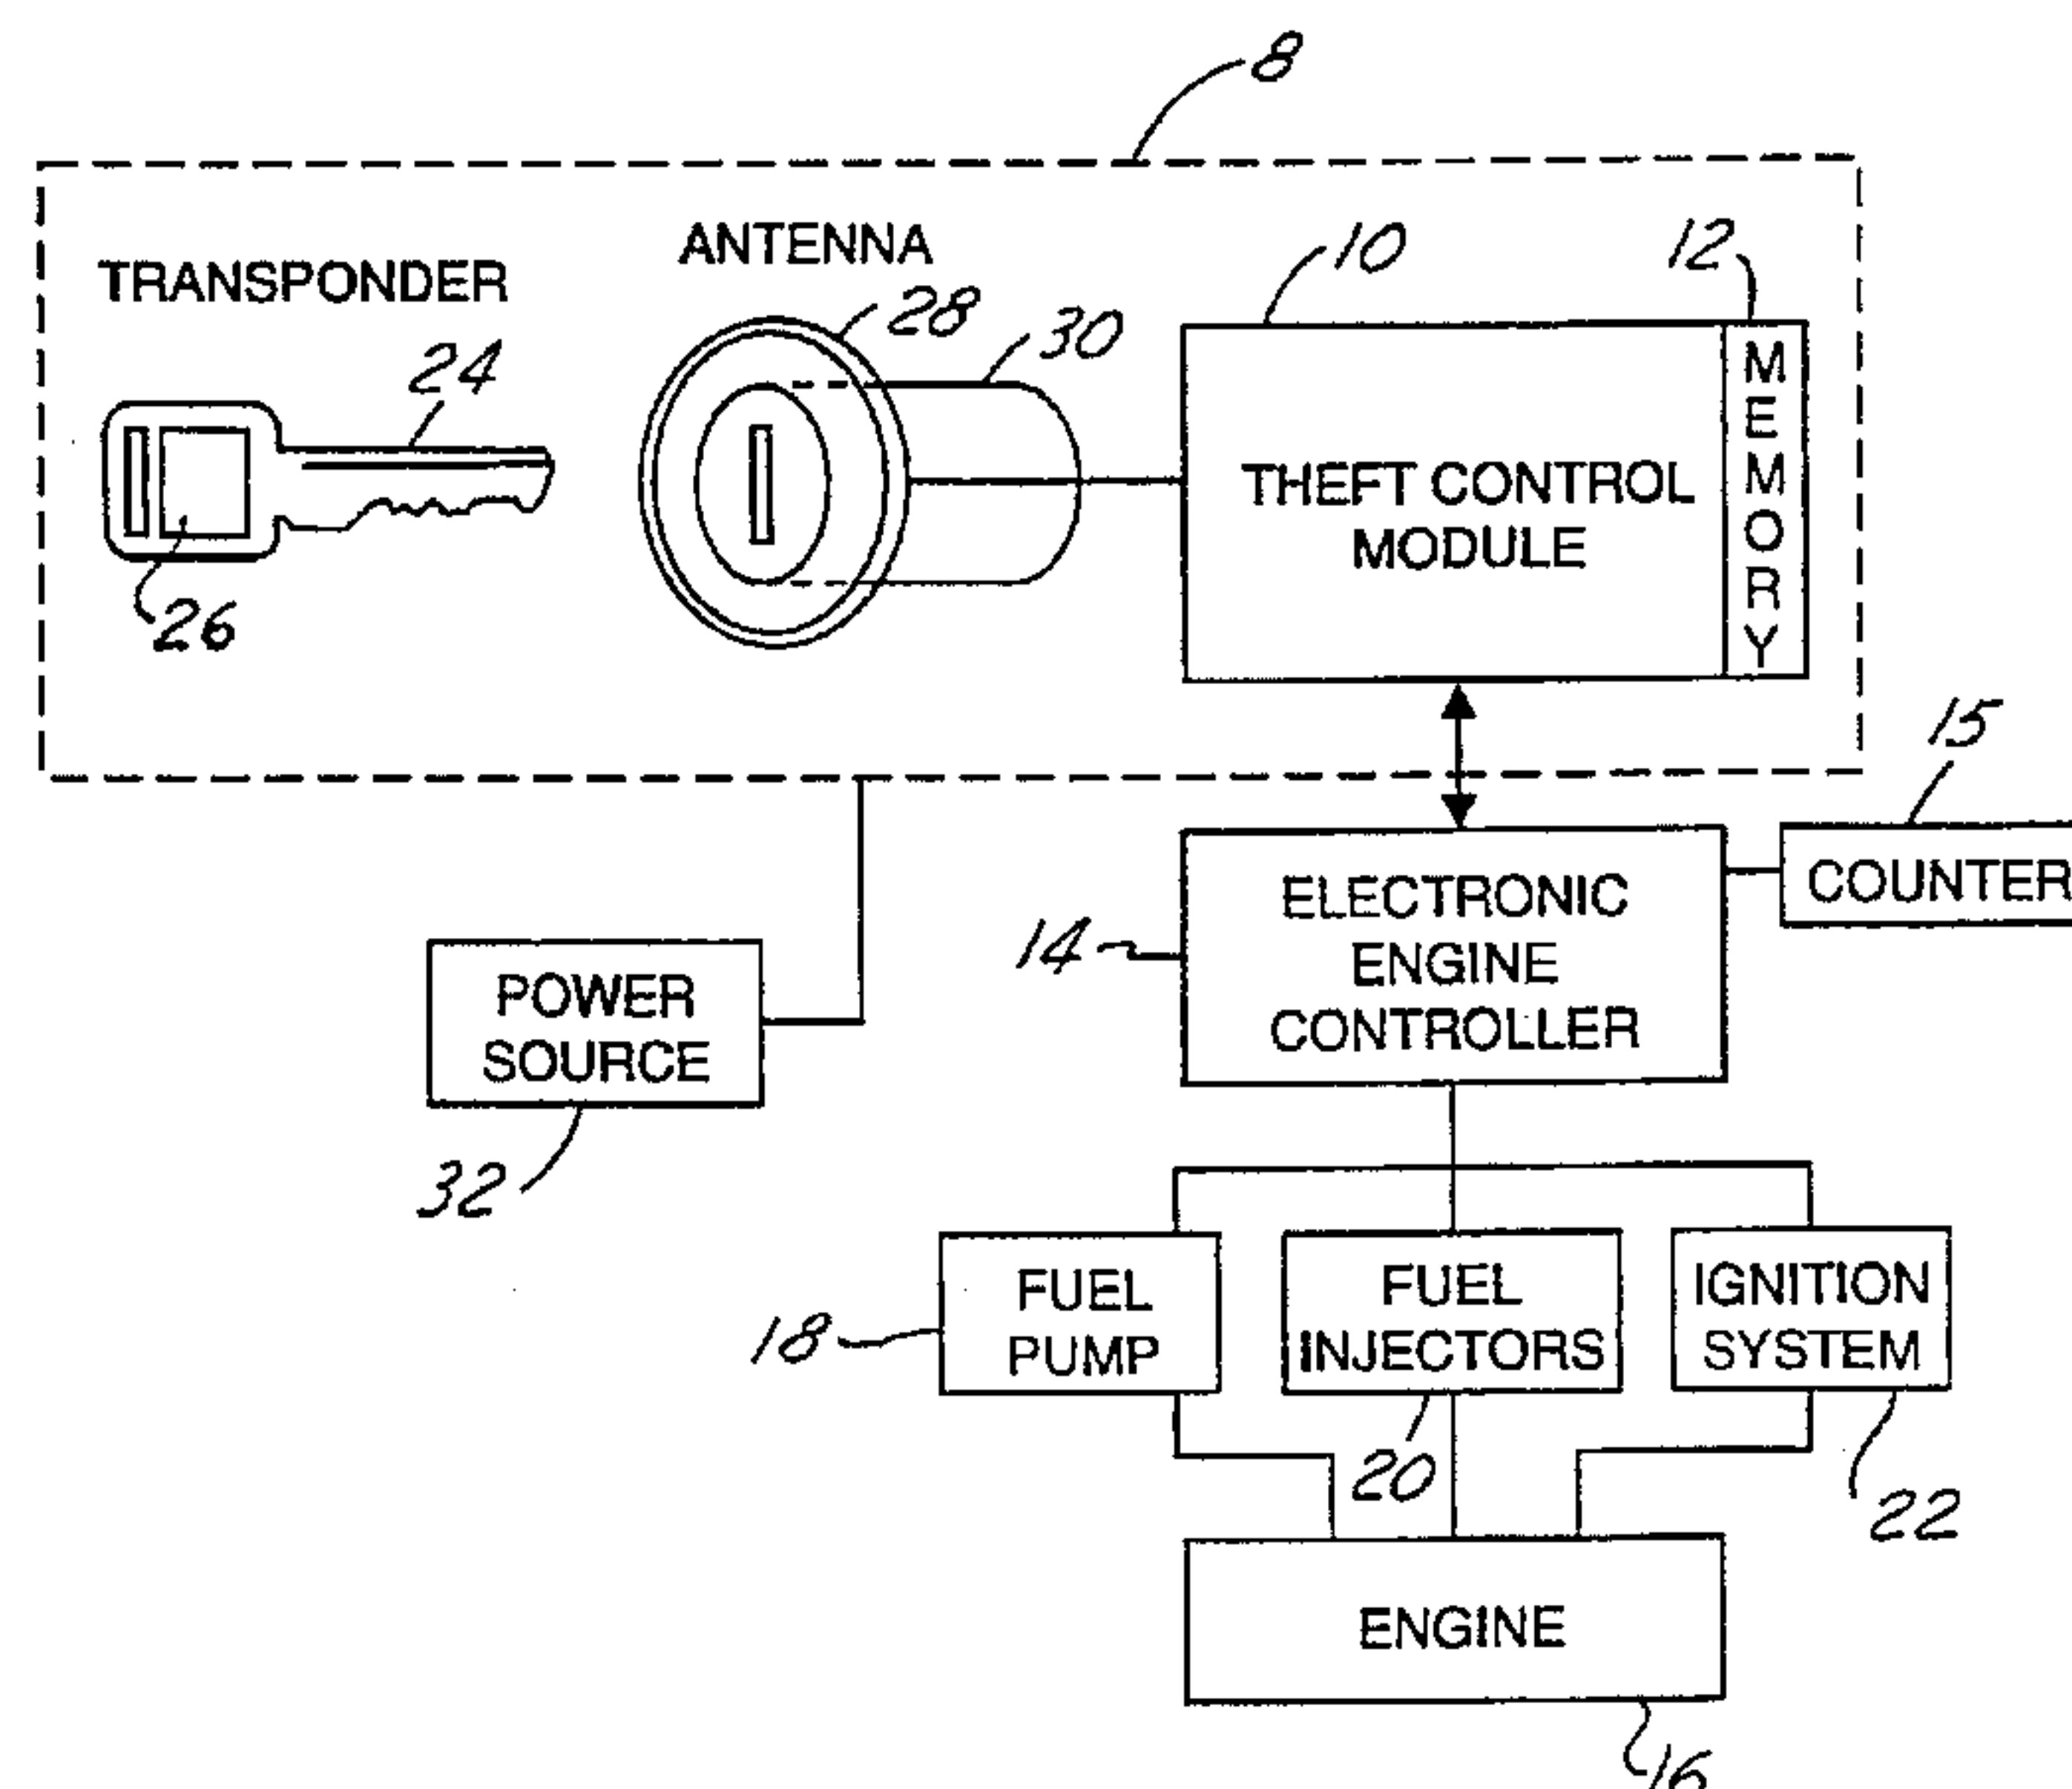 8
TRANSPONDER
ANTENNA
10
12
28
30
24
26
THEFT CONTROL
MODULE
MEMORY
15
COUNTER
14
ELECTRONIC
ENGINE
CONTROLLER
POWER
SOURCE
32
18
FUEL
PUMP
FUEL
INJECTORS
IGNITION
SYSTEM
20
22
ENGINE
16